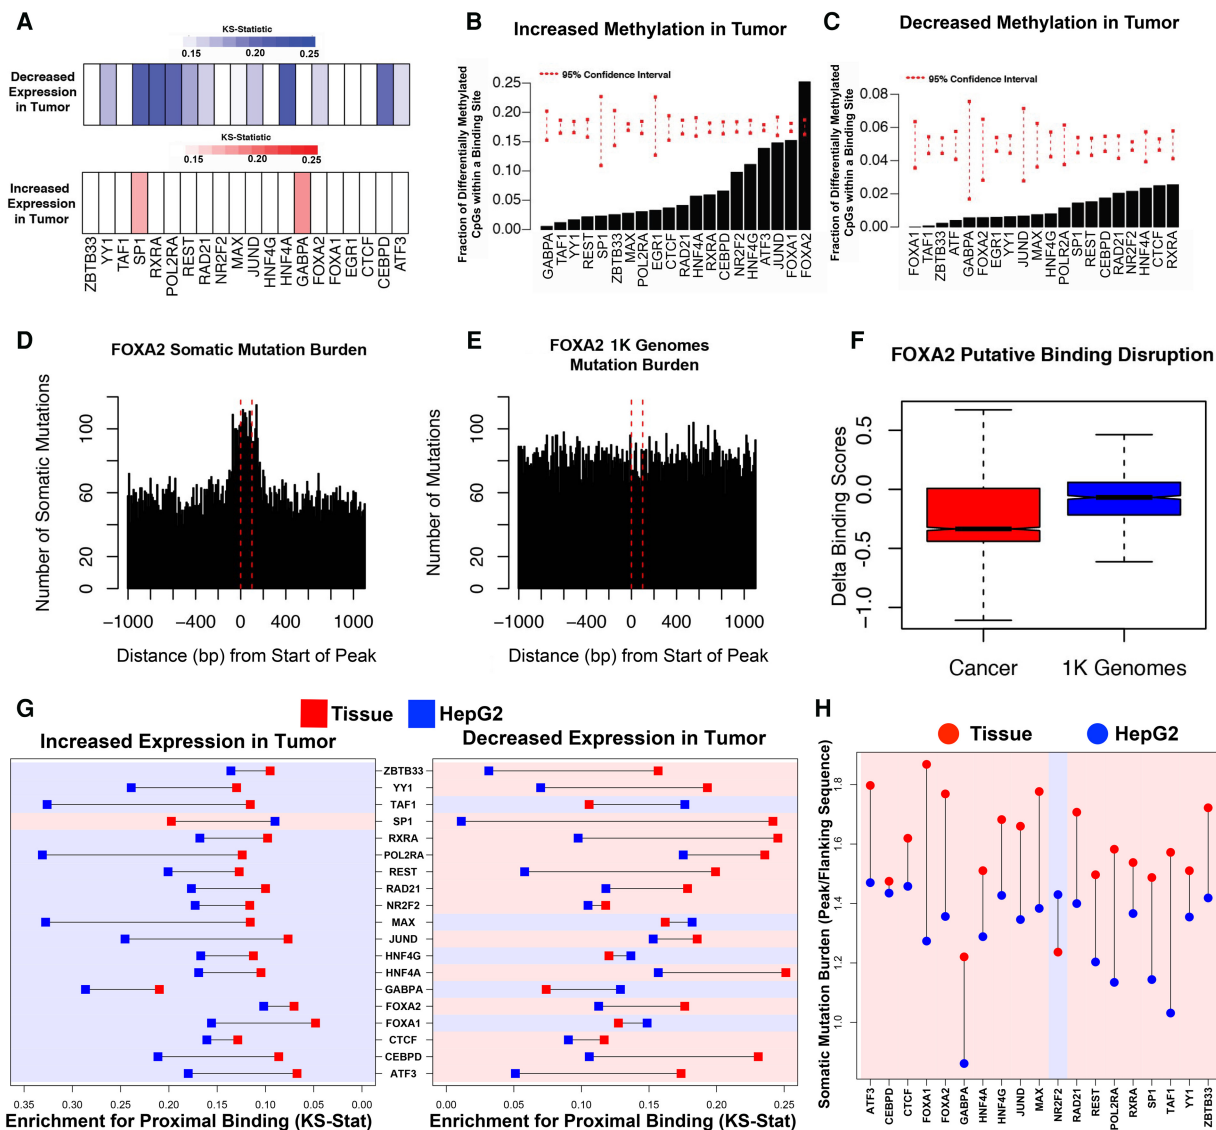 A
KS-Statistic
0.15 0.20 0.25
Decreased
Expression
in Tumor
KS-Statistic
0.15 0.20 0.25
Increased
Expression
in Tumor
ZBTB33 YY1 TAF1 SP1 RXRA POL2RA REST RAD21 NR2F2 MAX JUND HNF4G HNF4A GABPA FOXA2 FOXA1 EGR1 CTCF CEBPD ATF3
B
Increased Methylation in Tumor
95% Confidence Interval
Fraction of Differentially Methylated
CpGs within a Binding Site
0.25
0.20
0.15
0.10
0.05
0.00
GABPA TAF1 YY1 REST SP1 ZBTB33 MAX POL2RA EGR1 CTCF RAD21 HNF4A RXRA CEBPD NR2F2 HNF4G ATF3 JUND FOXA1 FOXA2
C
Decreased Methylation in Tumor
95% Confidence Interval
Fraction of Differentially Methylated
CpGs within a Binding Site
0.08
0.06
0.04
0.02
0.00
FOXA1 TAF1 ZBTB33 ATF GABPA FOXA2 EGR1 YY1 JUND MAX HNF4G POLR2A SP1 REST CEBPD RAD21 NR2F2 HNF4A CTCF RXRA
D
FOXA2 Somatic Mutation Burden
Number of Somatic Mutations
0 20 60 100
−1000 −400 0 400 1000
Distance (bp) from Start of Peak
E
FOXA2 1K Genomes
Mutation Burden
Number of Mutations
0 20 60 100
−1000 −400 0 400 1000
Distance (bp) from Start of Peak
F
FOXA2 Putative Binding Disruption
Delta Binding Scores
−1.0 −0.5 0.0 0.5
Cancer 1K Genomes
G
Tissue HepG2
Increased Expression in Tumor
Decreased Expression in Tumor
ZBTB33
YY1
TAF1
SP1
RXRA
POL2RA
REST
RAD21
NR2F2
MAX
JUND
HNF4G
HNF4A
GABPA
FOXA2
FOXA1
CTCF
CEBPD
ATF3
0.35 0.30 0.25 0.20 0.15 0.10 0.05 0.00
Enrichment for Proximal Binding (KS-Stat)
0.00 0.05 0.10 0.15 0.20 0.25
Enrichment for Proximal Binding (KS-Stat)
H
Tissue HepG2
Somatic Mutation Burden (Peak/Flanking Sequence)
1.8
1.6
1.4
1.2
1.0
ATF3 CEBPD CTCF FOXA1 FOXA2 GABPA HNF4A HNF4G JUND MAX NR2F2 RAD21 REST POL2RA RXRA SP1 TAF1 YY1 ZBTB33